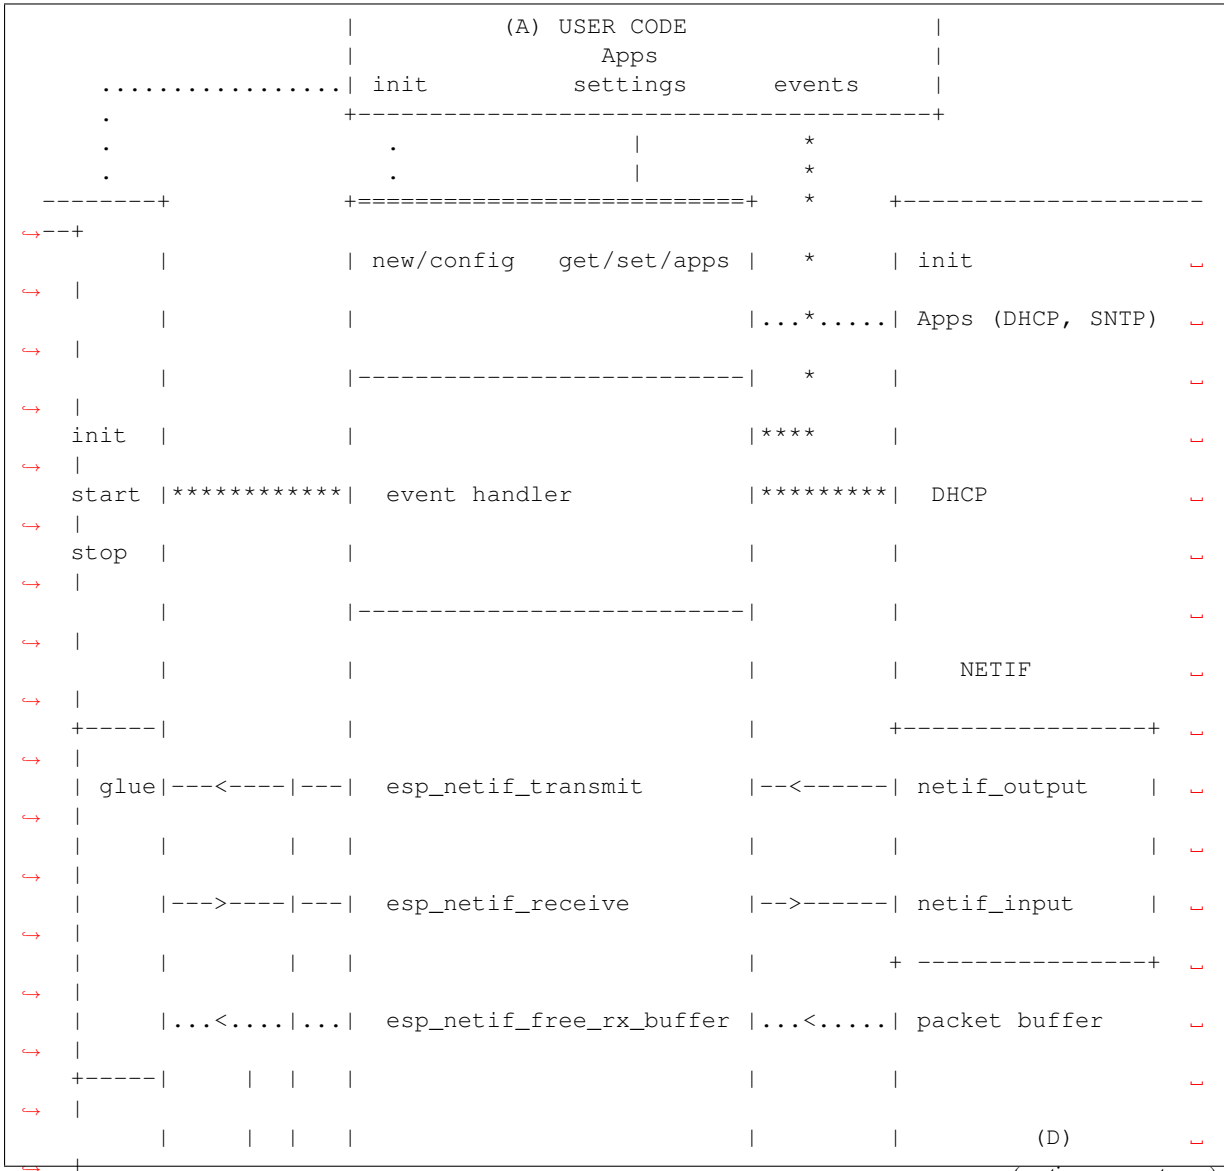 |          (A) USER CODE                 |
                        |                 Apps                   |
       .................| init          settings      events     |
       .                +----------------------------------------+
       .                   .                |           *
       .                   .                |           *
   --------+            +===========================+   *     +---------------------
↪--+
           |            | new/config   get/set/apps |   *     | init                ␣
↪  |
           |            |                           |...*.....| Apps (DHCP, SNTP)   ␣
↪  |
           |            |---------------------------|   *     |                     ␣
↪  |
     init  |            |                           |****     |                     ␣
↪  |
     start |************|  event handler            |*********|  DHCP               ␣
↪  |
     stop  |            |                           |         |                     ␣
↪  |
           |            |---------------------------|         |                     ␣
↪  |
           |            |                           |         |    NETIF            ␣
↪  |
     +-----|            |                           |         +-----------------+   ␣
↪  |
     | glue|---<----|---|  esp_netif_transmit       |--<------| netif_output    |   ␣
↪  |
     |     |        |   |                           |         |                 |   ␣
↪  |
     |     |--->----|---|  esp_netif_receive        |-->------| netif_input     |   ␣
↪  |
     |     |        |   |                           |         + ----------------+   ␣
↪  |
     |     |...<....|...|  esp_netif_free_rx_buffer |...<.....| packet buffer       ␣
↪  |
     +-----|     |  |   |                           |         |                     ␣
↪  |
           |     |  |   |                           |         |         (D)         ␣